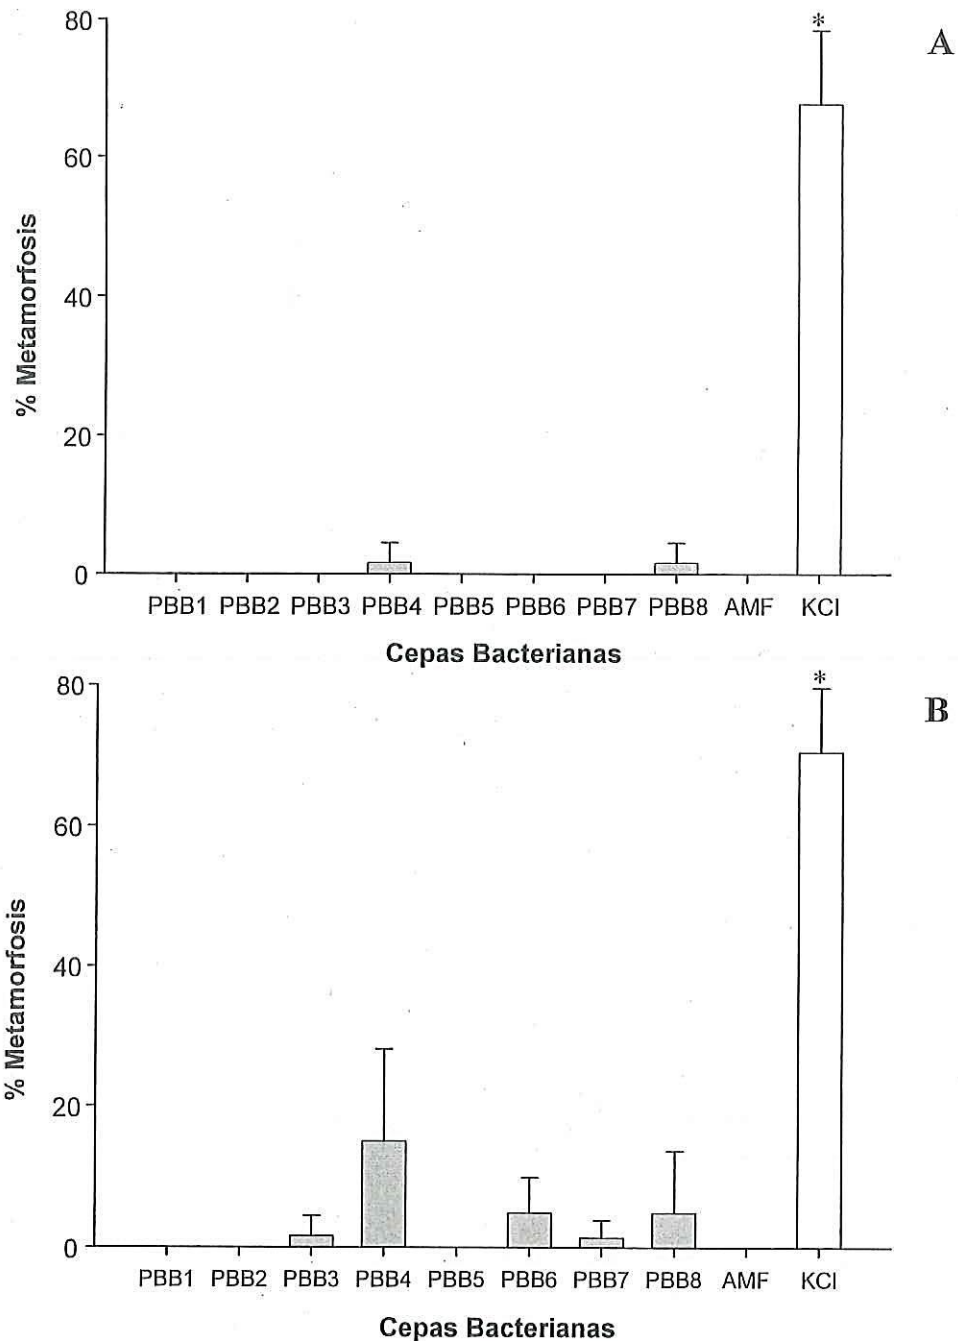 A
*
80
60
40
20
0
% Metamorfosis
PBB1 PBB2 PBB3 PBB4 PBB5 PBB6 PBB7 PBB8 AMF KCl
Cepas Bacterianas
B
*
80
60
40
20
0
% Metamorfosis
PBB1 PBB2 PBB3 PBB4 PBB5 PBB6 PBB7 PBB8 AMF KCl
Cepas Bacterianas